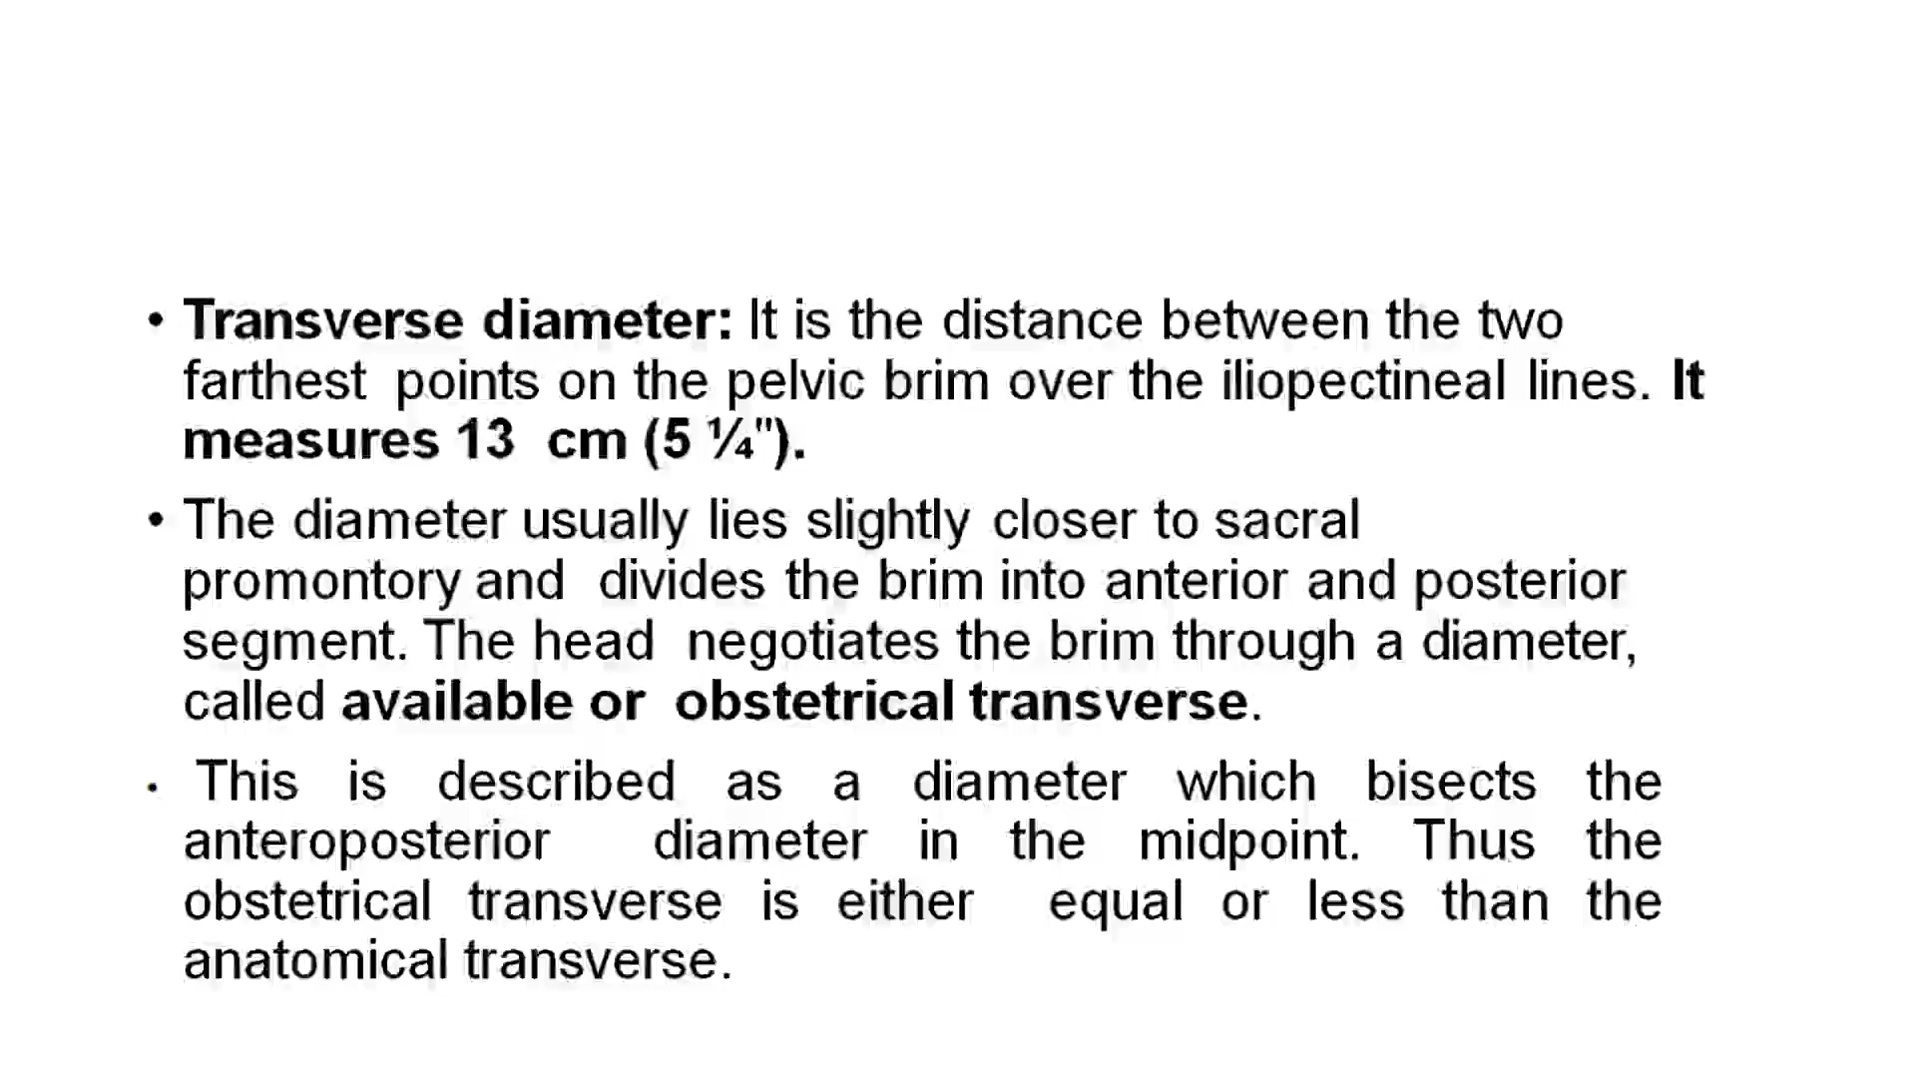 • Transverse diameter: It is the distance between the two
farthest points on the pelvic brim over the iliopectineal lines. It
measures 13 cm (5 ¼").
• The diameter usually lies slightly closer to sacral
promontory and divides the brim into anterior and posterior
segment. The head negotiates the brim through a diameter,
called available or obstetrical transverse.
• This is described as a diameter which bisects the
anteroposterior diameter in the midpoint. Thus the
obstetrical transverse is either equal or less than the
anatomical transverse.